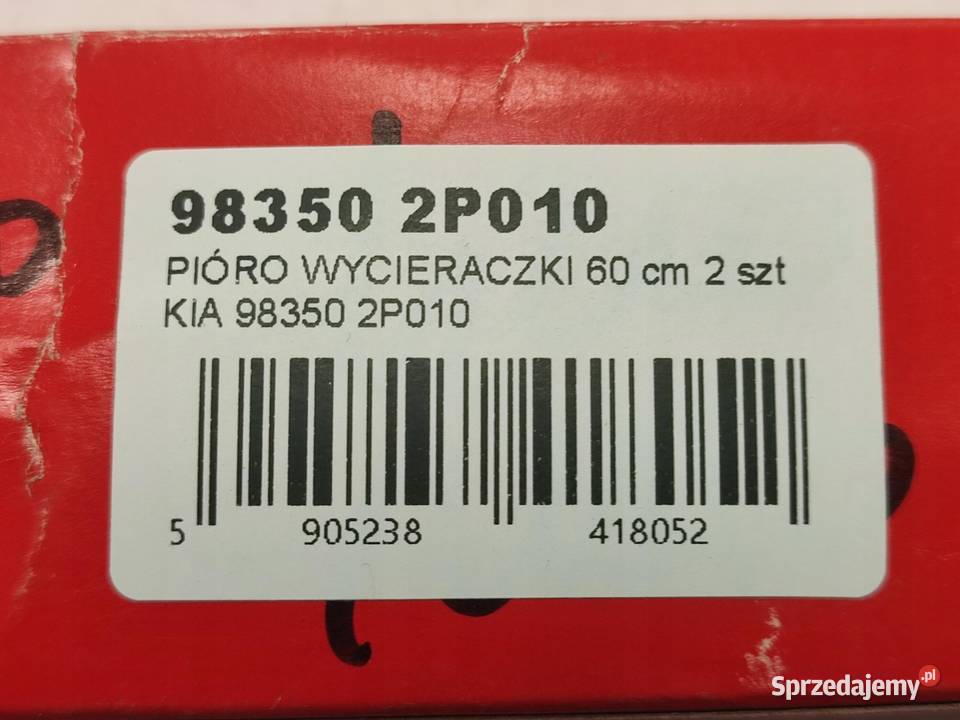 98350 2P010
PIÓRO WYCIERACZKI 60 cm 2 szt
KIA 98350 2P010
5 905238 418052
Sprzedajemy.pl